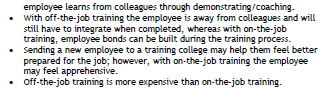 employee learns from colleagues through demonstrating/coaching.
• With off-the-job training the employee is away from colleagues and will
still have to integrate when completed, whereas with on-the-job
training, employee bonds can be built during the training process.
• Sending a new employee to a training college may help them feel better
prepared for the job; however, with on-the-job training the employee
may feel apprehensive.
• Off-the-job training is more expensive than on-the-job training.